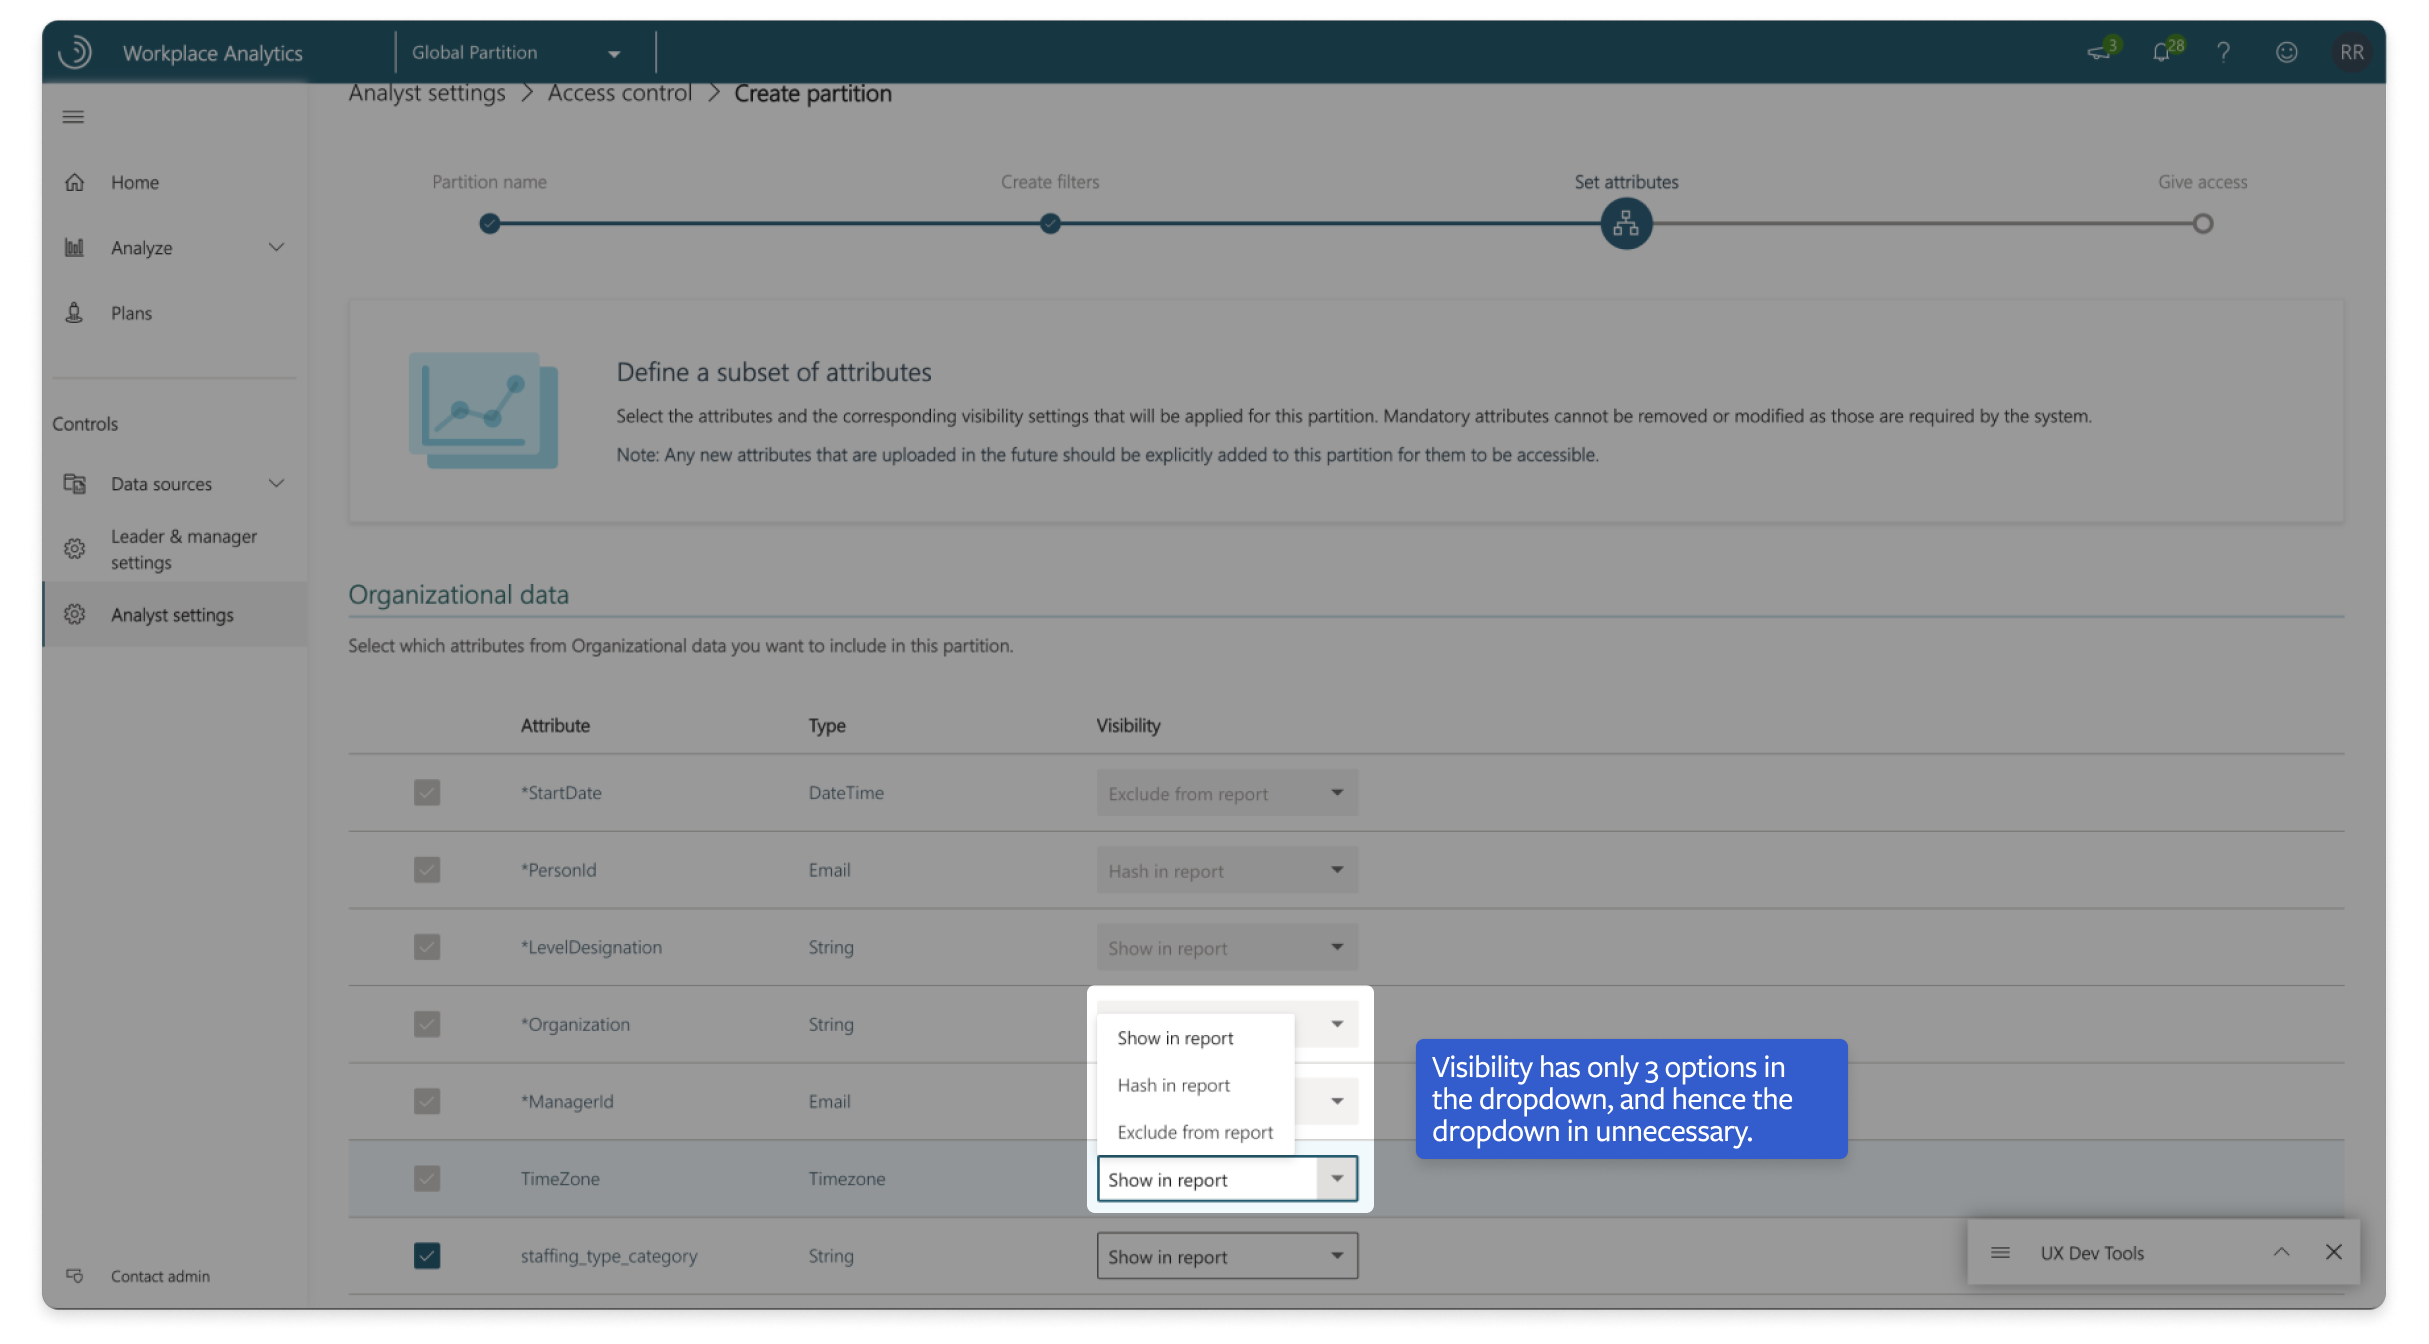 Workplace Analytics
Global Partition
3
28
?
RR
Analyst settings > Access control > Create partition
Home
Analyze
Plans
Controls
Data sources
Leader & manager
settings
Analyst settings
Contact admin
Partition name
Create filters
Set attributes
Give access
Define a subset of attributes
Select the attributes and the corresponding visibility settings that will be applied for this partition. Mandatory attributes cannot be removed or modified as those are required by the system.
Note: Any new attributes that are uploaded in the future should be explicitly added to this partition for them to be accessible.
Organizational data
Select which attributes from Organizational data you want to include in this partition.
Attribute Type Visibility
*StartDate DateTime Exclude from report
*PersonId Email Hash in report
*LevelDesignation String Show in report
*Organization String
*ManagerId Email
Show in report
Hash in report
Exclude from report
TimeZone Timezone Show in report
staffing_type_category String Show in report
Visibility has only 3 options in
the dropdown, and hence the
dropdown in unnecessary.
UX Dev Tools